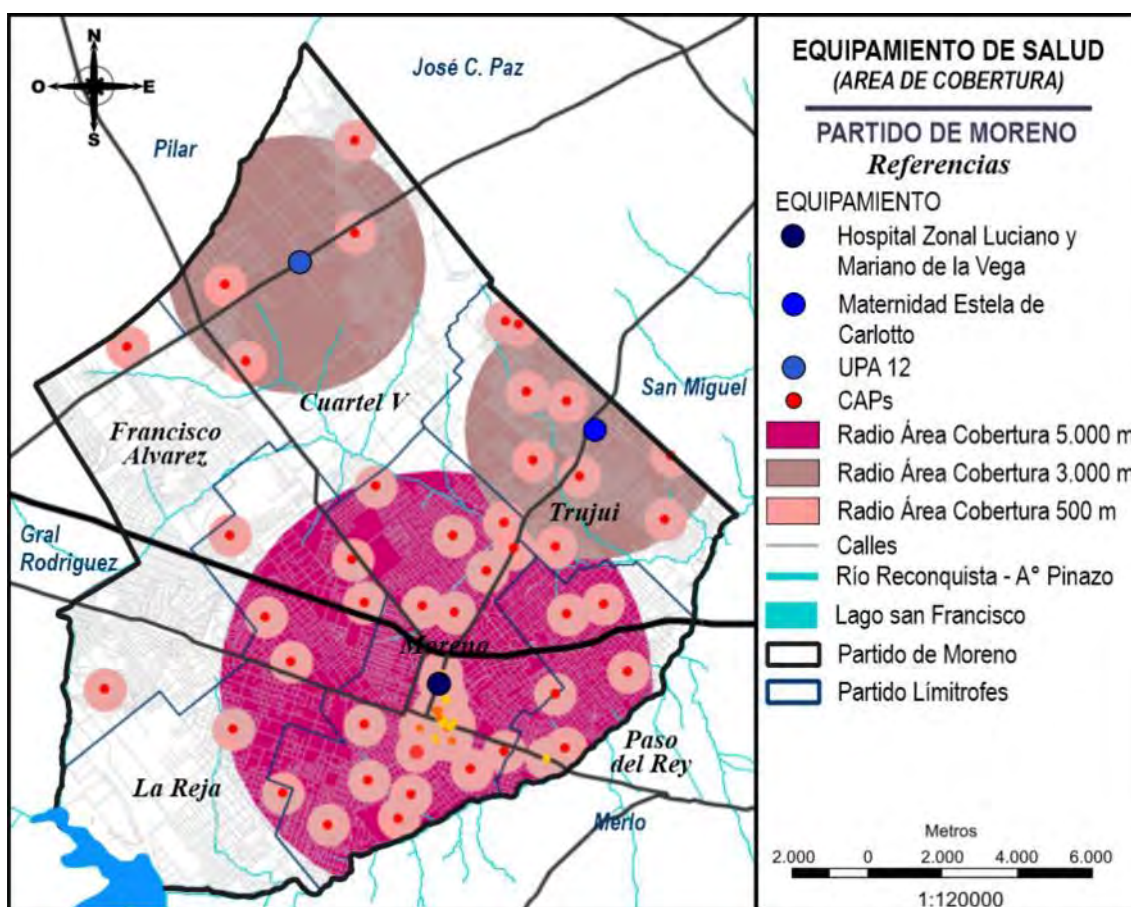 N
O
E
S
José C. Paz
Pilar
San Miguel
Cuartel V
Francisco
Alvarez
Trujui
Gral
Rodriguez
Moreno
Paso
del Rey
La Reja
Merlo
EQUIPAMIENTO DE SALUD
(AREA DE COBERTURA)
PARTIDO DE MORENO
Referencias
EQUIPAMIENTO
Hospital Zonal Luciano y
Mariano de la Vega
Maternidad Estela de
Carlotto
UPA 12
CAPs
Radio Área Cobertura 5.000 m
Radio Área Cobertura 3.000 m
Radio Área Cobertura 500 m
Calles
Río Reconquista - A° Pinazo
Lago san Francisco
Partido de Moreno
Partido Límitrofes
Metros
2.000 0 2.000 4.000 6.000
1:120000